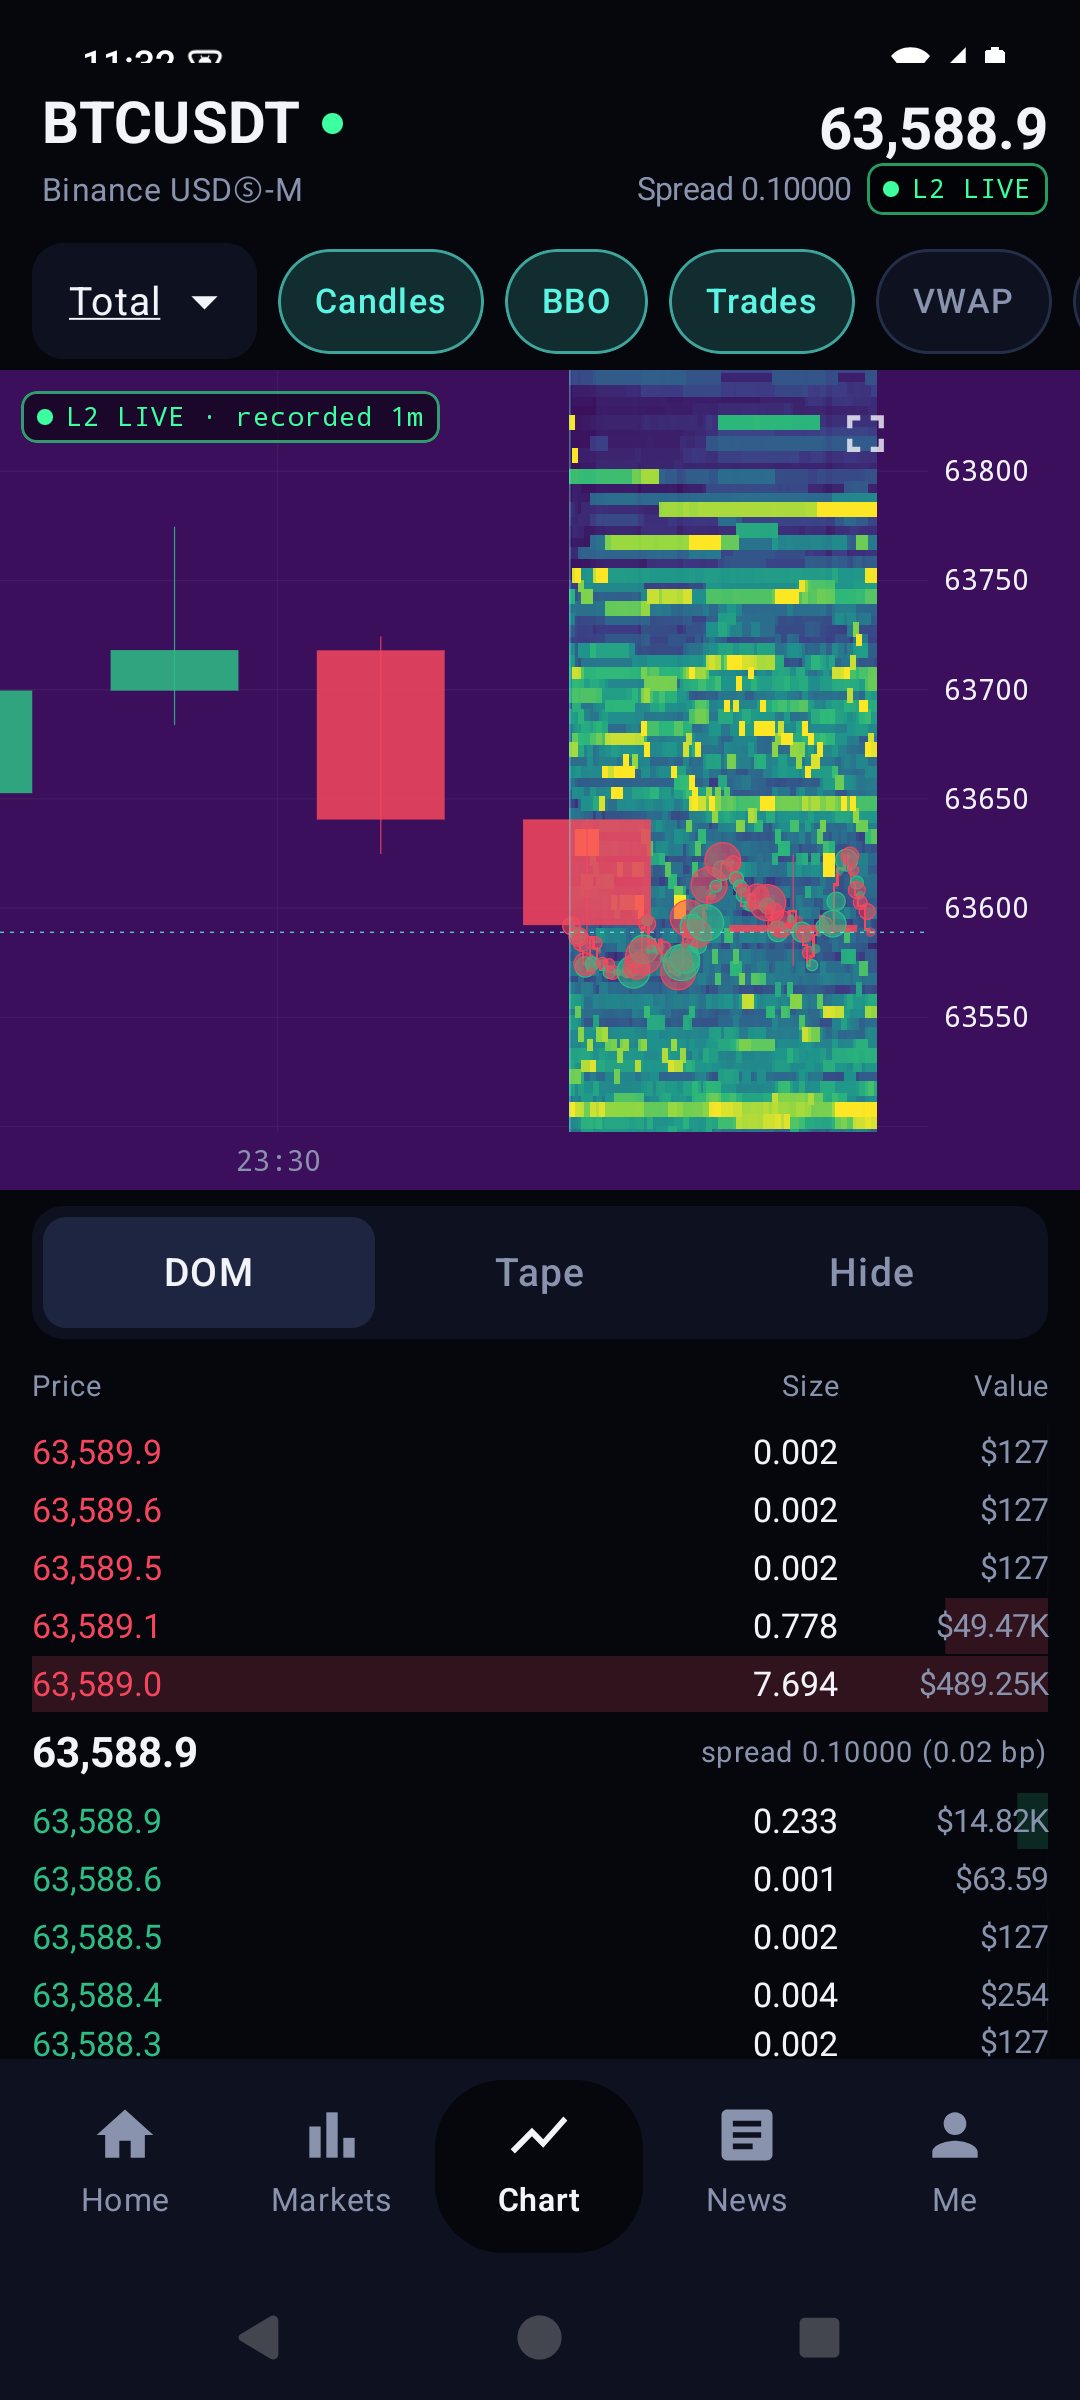 11:32
BTCUSDT
63,588.9
Binance USDⓈ-M
Spread 0.10000
L2 LIVE
Total
Candles
BBO
Trades
VWAP
L2 LIVE · recorded 1m
63800
63750
63700
63650
63600
63550
23:30
DOM
Tape
Hide
Price Size Value
63,589.9 0.002 $127
63,589.6 0.002 $127
63,589.5 0.002 $127
63,589.1 0.778 $49.47K
63,589.0 7.694 $489.25K
63,588.9 spread 0.10000 (0.02 bp)
63,588.9 0.233 $14.82K
63,588.6 0.001 $63.59
63,588.5 0.002 $127
63,588.4 0.004 $254
63,588.3 0.002 $127
Home
Markets
Chart
News
Me